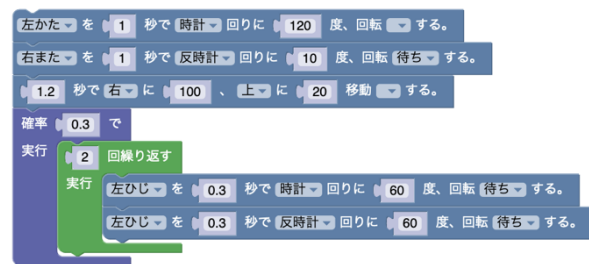 左かた を 1 秒で 時計 回りに 120 度、回転 する。
右また を 1 秒で 反時計 回りに 10 度、回転 待ち する。
1.2 秒で 右 に 100 、 上 に 20 移動 する。
確率 0.3 で
実行 2 回繰り返す
実行 左ひじ を 0.3 秒で 時計 回りに 60 度、回転 待ち する。
左ひじ を 0.3 秒で 反時計 回りに 60 度、回転 待ち する。